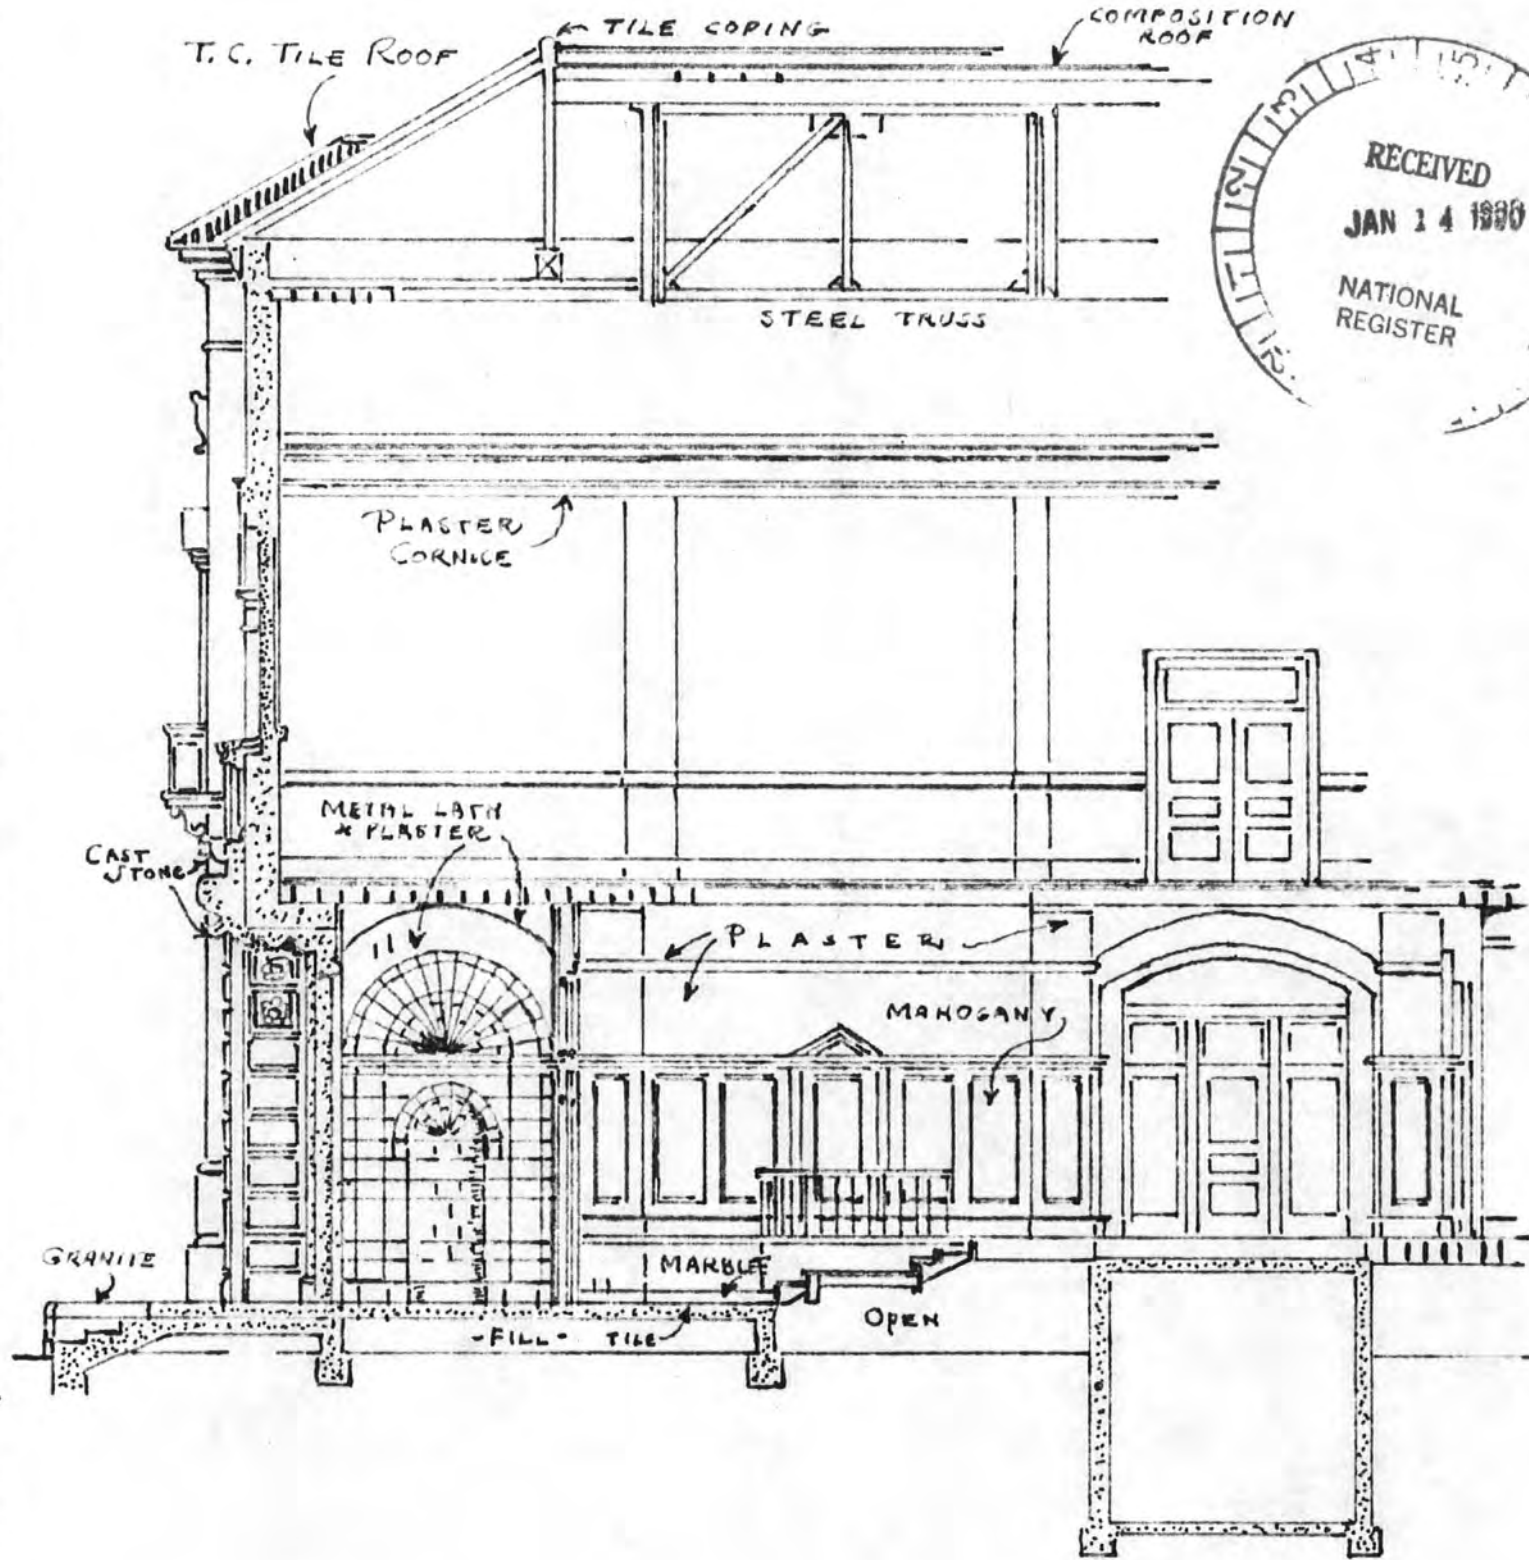 TILE COPING
COMPOSITION
ROOF
T.C. TILE ROOF
RECEIVED
JAN 14
NATIONAL
REGISTER
STEEL TRUSS
PLASTER
CORNICE
METAL LATH
& PLASTER
CAST
STONE
PLASTER
MAHOGANY
GRANITE
MARBLE
-FILL- TILE
OPEN